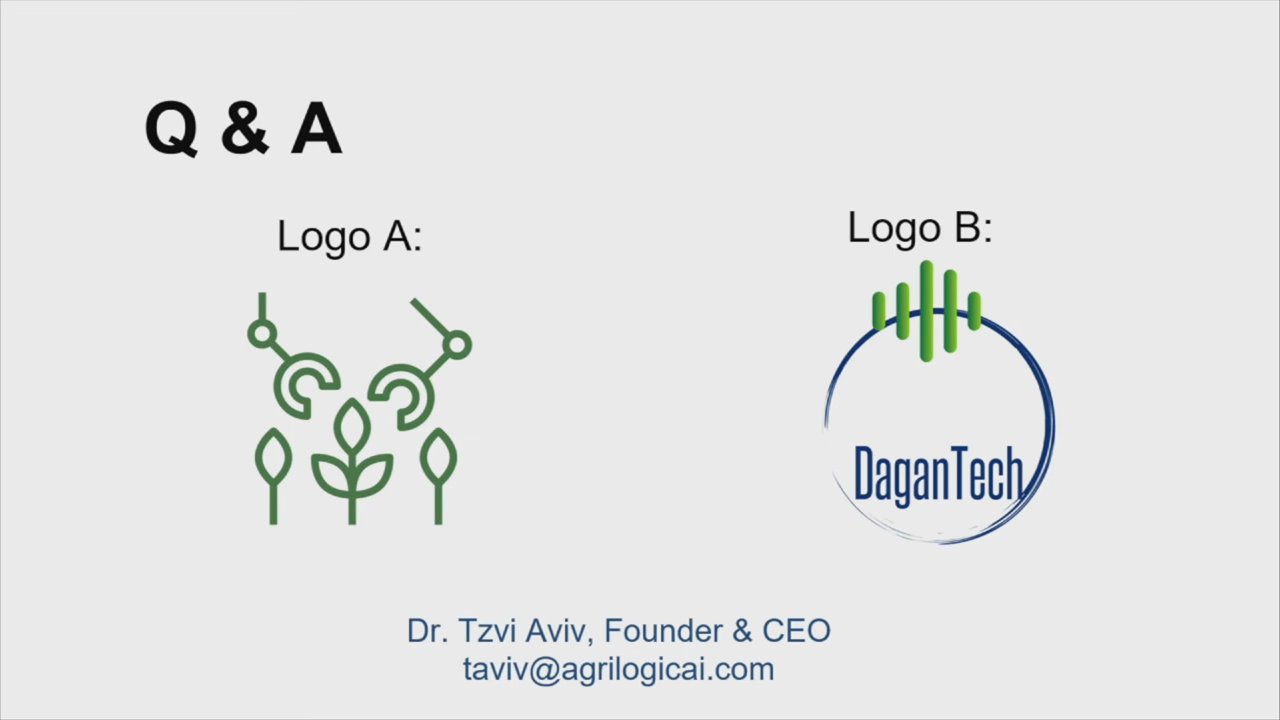 Q & A
Logo A:
Logo B:
DaganTech
Dr. Tzvi Aviv, Founder & CEO
taviv@agrilogicai.com